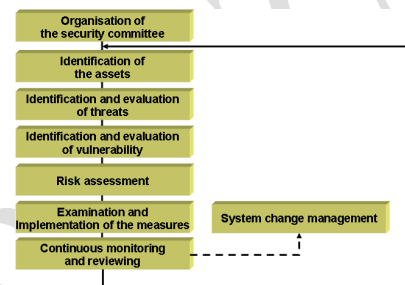 Organisation of
the security committee
Identification of
the assets
Identification and evaluation
of threats
Identification and evaluation
of vulnerability
Risk assessment
Examination and
Implementation of the measures
System change management
Continuous monitoring
and reviewing